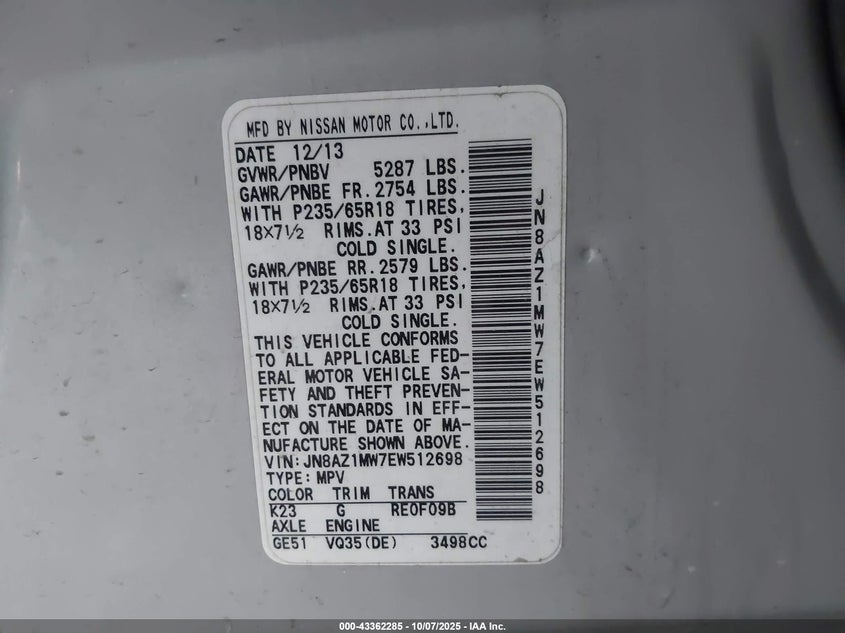 MFD BY NISSAN MOTOR CO.,LTD.
DATE 12/13
GVWR/PNBV 5287 LBS.
GAWR/PNBE FR.2754 LBS.
WITH P235/65R18 TIRES,
18X7½ RIMS.AT 33 PSI
COLD SINGLE.
GAWR/PNBE RR.2579 LBS.
WITH P235/65R18 TIRES,
18X7½ RIMS.AT 33 PSI
COLD SINGLE.
THIS VEHICLE CONFORMS
TO ALL APPLICABLE FED-
ERAL MOTOR VEHICLE SA-
FETY AND THEFT PREVEN-
TION STANDARDS IN EFF-
ECT ON THE DATE OF MA-
NUFACTURE SHOWN ABOVE.
VIN:JN8AZ1MW7EW512698
TYPE:MPV
COLOR TRIM TRANS
K23 G RE0F09B
AXLE ENGINE
GE51 VQ35(DE) 3498CC
JN8AZ1MW7EW512698
000-43362285 - 10/07/2025 - IAA Inc.